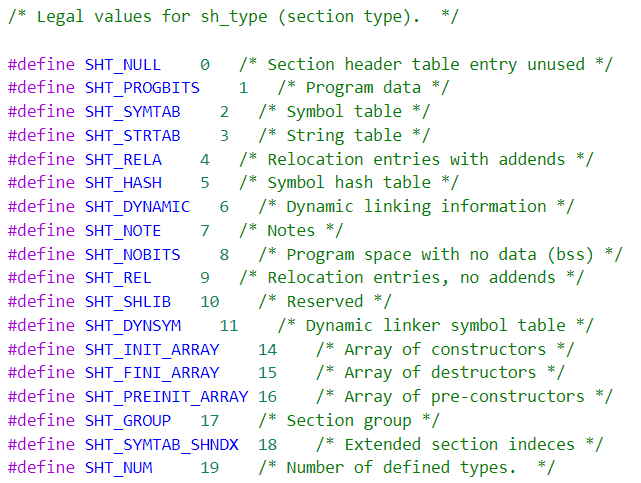 /* Legal values for sh_type (section type).  */
#define SHT_NULL    0   /* Section header table entry unused */
#define SHT_PROGBITS    1   /* Program data */
#define SHT_SYMTAB    2   /* Symbol table */
#define SHT_STRTAB    3   /* String table */
#define SHT_RELA    4   /* Relocation entries with addends */
#define SHT_HASH    5   /* Symbol hash table */
#define SHT_DYNAMIC   6   /* Dynamic linking information */
#define SHT_NOTE    7   /* Notes */
#define SHT_NOBITS    8   /* Program space with no data (bss) */
#define SHT_REL     9   /* Relocation entries, no addends */
#define SHT_SHLIB   10    /* Reserved */
#define SHT_DYNSYM    11    /* Dynamic linker symbol table */
#define SHT_INIT_ARRAY    14    /* Array of constructors */
#define SHT_FINI_ARRAY    15    /* Array of destructors */
#define SHT_PREINIT_ARRAY 16    /* Array of pre-constructors */
#define SHT_GROUP   17    /* Section group */
#define SHT_SYMTAB_SHNDX  18    /* Extended section indeces */
#define SHT_NUM     19    /* Number of defined types.  */